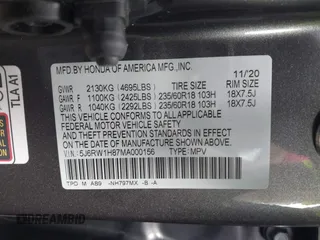 MFD.BY HONDA OF AMERICA MFG.,INC. 11/20
GVWR 2130KG (4695LBS) TIRE SIZE RIM SIZE
GAWR F 1100KG (2425LBS) 235/60R18 103H 18X7.5J
GAWR R 1040KG (2292LBS) 235/60R18 103H 18X7.5J
THIS VEHICLE CONFORMS TO ALL APPLICABLE
FEDERAL MOTOR VEHICLE SAFETY, BUMPER, AND
THEFT PREVENTION STANDARDS IN EFFECT ON
THE DATE OF MANUFACTURE SHOWN ABOVE.
V.I.N.: 5J6RW1H87MA000156 TYPE: MPV
TPG M AB9 -NH797MX -B -A
TLA A1
DREAMBID